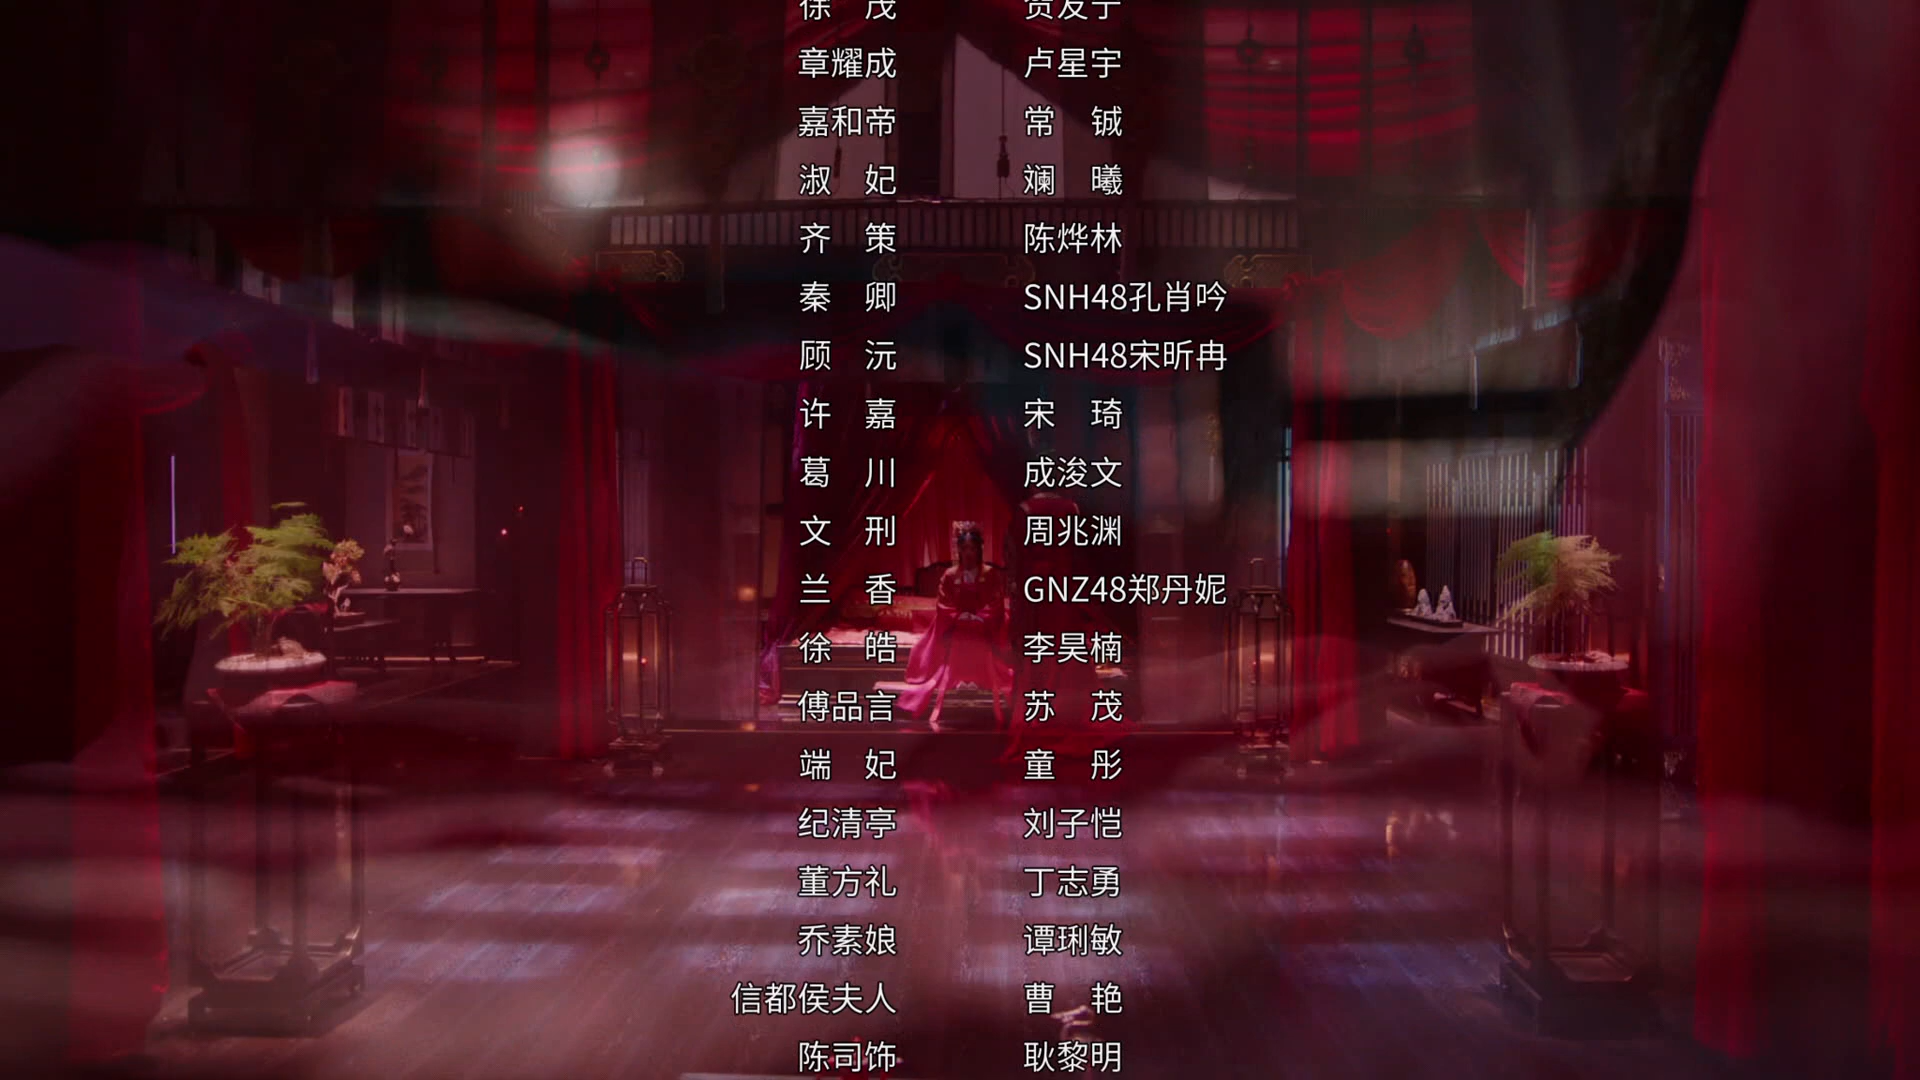 徐　茂　贺友宁
章耀成　卢星宇
嘉和帝　常　铖
淑　妃　斓　曦
齐　策　陈烨林
秦　卿　SNH48孔肖吟
顾　沅　SNH48宋昕冉
许　嘉　宋　琦
葛　川　成浚文
文　刑　周兆渊
兰　香　GNZ48郑丹妮
徐　皓　李昊楠
傅品言　苏　茂
端　妃　童　彤
纪清亭　刘子恺
董方礼　丁志勇
乔素娘　谭琍敏
信都侯夫人　曹　艳
陈司饰　耿黎明